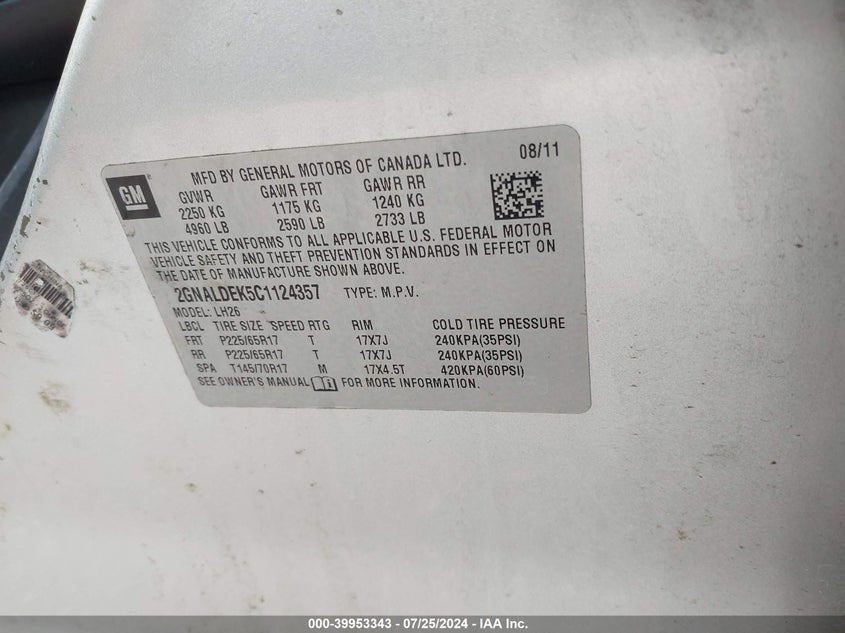 GM
MFD BY GENERAL MOTORS OF CANADA LTD. 08/11
GVWR GAWR FRT GAWR RR
2250 KG 1175 KG 1240 KG
4960 LB 2590 LB 2733 LB
THIS VEHICLE CONFORMS TO ALL APPLICABLE U.S. FEDERAL MOTOR
VEHICLE SAFETY AND THEFT PREVENTION STANDARDS IN EFFECT ON
THE DATE OF MANUFACTURE SHOWN ABOVE.
2GNALDEK5C1124357 TYPE: M.P.V.
MODEL: LH26
LBCL TIRE SIZE SPEED RTG RIM COLD TIRE PRESSURE
FRT P225/65R17 T 17X7J 240KPA(35PSI)
RR P225/65R17 T 17X7J 240KPA(35PSI)
SPA T145/70R17 M 17X4.5T 420KPA(60PSI)
SEE OWNER'S MANUAL FOR MORE INFORMATION.
000-39953343 - 07/25/2024 - IAA Inc.